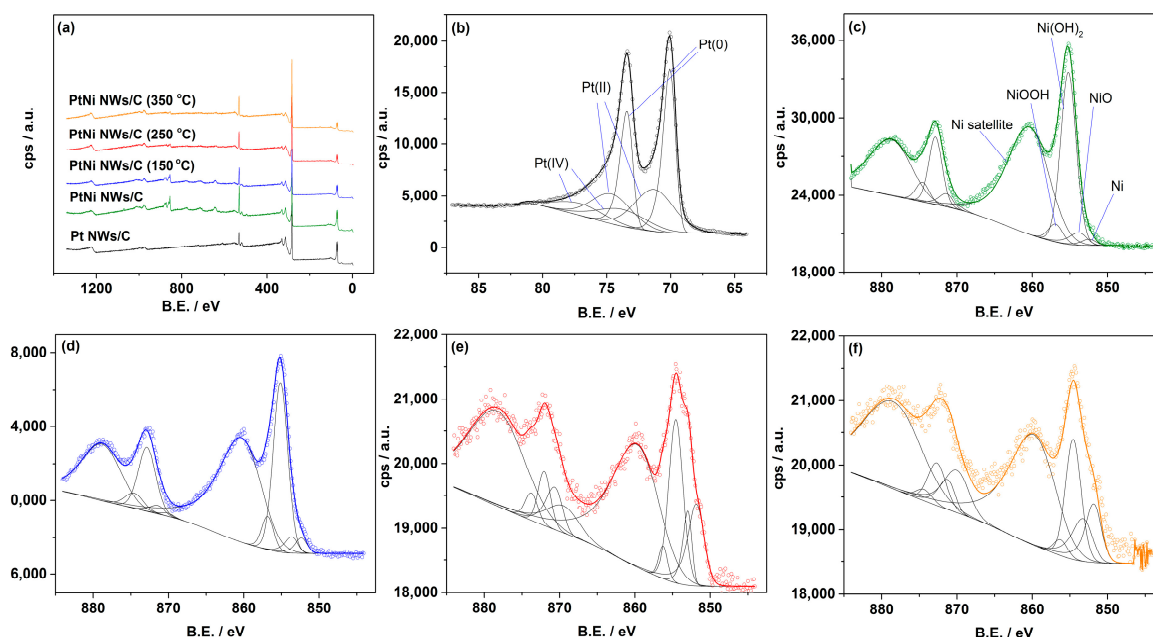 (a)
PtNi NWs/C (350 °C)
PtNi NWs/C (250 °C)
PtNi NWs/C (150 °C)
PtNi NWs/C
Pt NWs/C
cps / a.u.
1200 800 400 0
B.E. / eV
(b)
20,000
15,000
10,000
5,000
0
Pt(0)
Pt(II)
Pt(IV)
cps / a.u.
85 80 75 70 65
B.E. / eV
(c)
36,000
30,000
24,000
18,000
Ni(OH)2
NiOOH
NiO
Ni satellite
Ni
cps / a.u.
880 870 860 850
B.E. / eV
(d)
8,000
4,000
0,000
6,000
880 870 860 850
B.E. / eV
(e)
22,000
21,000
20,000
19,000
18,000
cps / a.u.
880 870 860 850
B.E. / eV
(f)
22,000
21,000
20,000
19,000
18,000
cps / a.u.
880 870 860 850
B.E. / eV